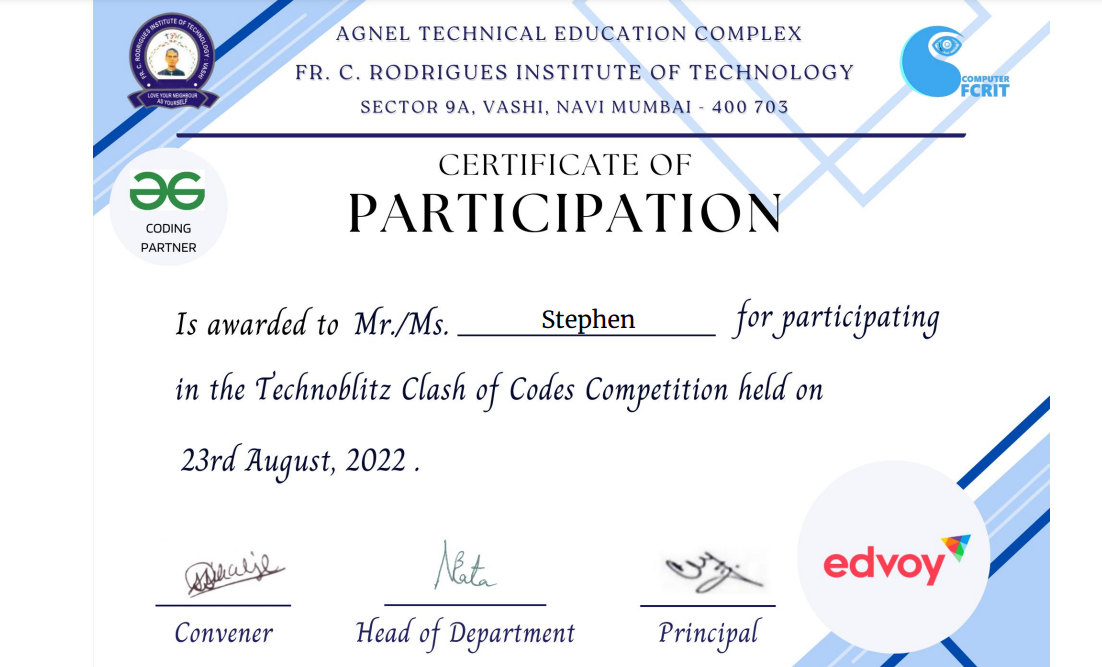 FR. C. RODRIGUES INSTITUTE OF TECHNOLOGY · VASHI
LOVE YOUR NEIGHBOUR
AS YOURSELF
AGNEL TECHNICAL EDUCATION COMPLEX
FR. C. RODRIGUES INSTITUTE OF TECHNOLOGY
SECTOR 9A, VASHI, NAVI MUMBAI - 400 703
COMPUTER
FCRIT
CODING
PARTNER
CERTIFICATE OF
PARTICIPATION
Is awarded to Mr./Ms. Stephen for participating
in the Technoblitz Clash of Codes Competition held on
23rd August, 2022 .
edvoy
Convener
Head of Department
Principal